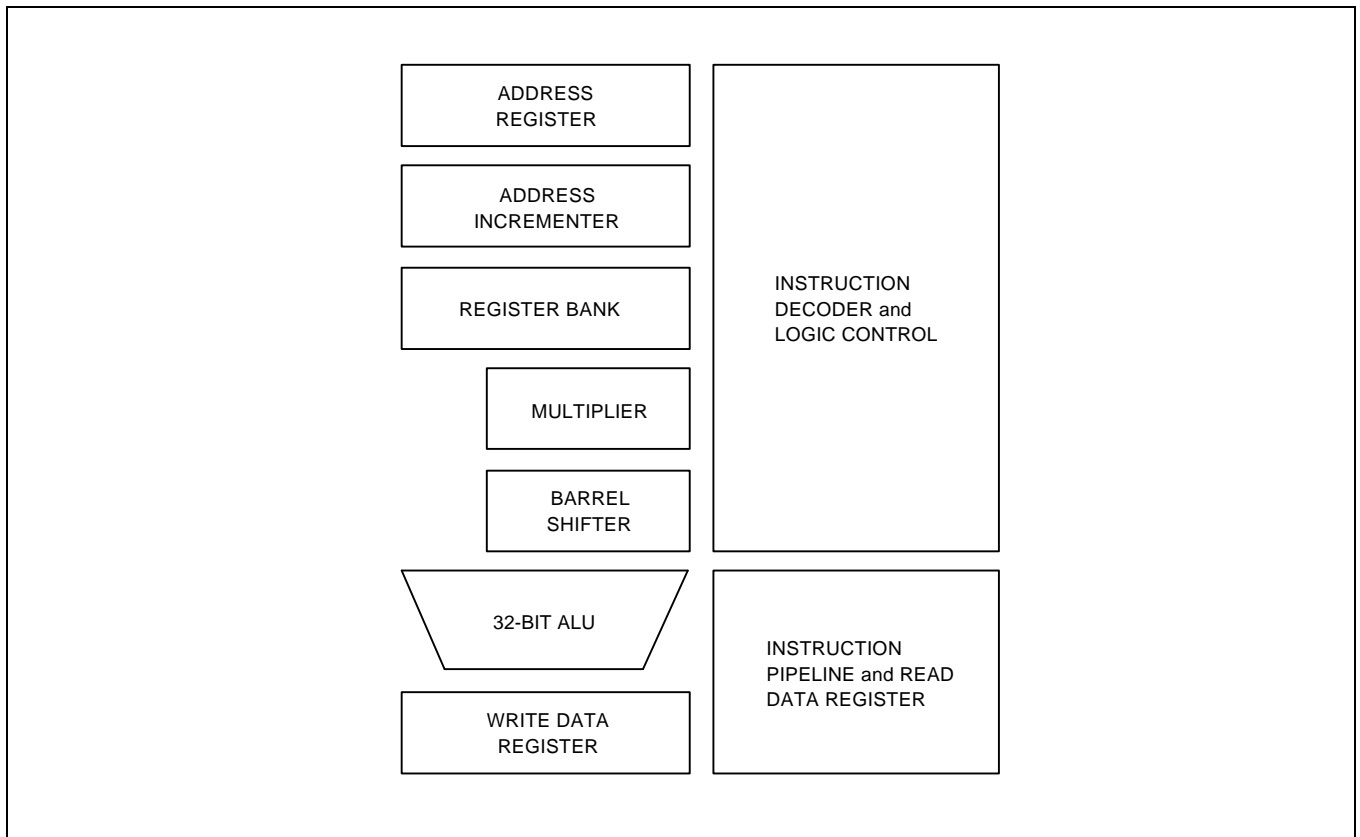 ADDRESS
REGISTER
ADDRESS
INCREMENTER
REGISTER BANK
MULTIPLIER
BARREL
SHIFTER
32-BIT ALU
WRITE DATA
REGISTER
INSTRUCTION
DECODER and
LOGIC CONTROL
INSTRUCTION
PIPELINE and READ
DATA REGISTER